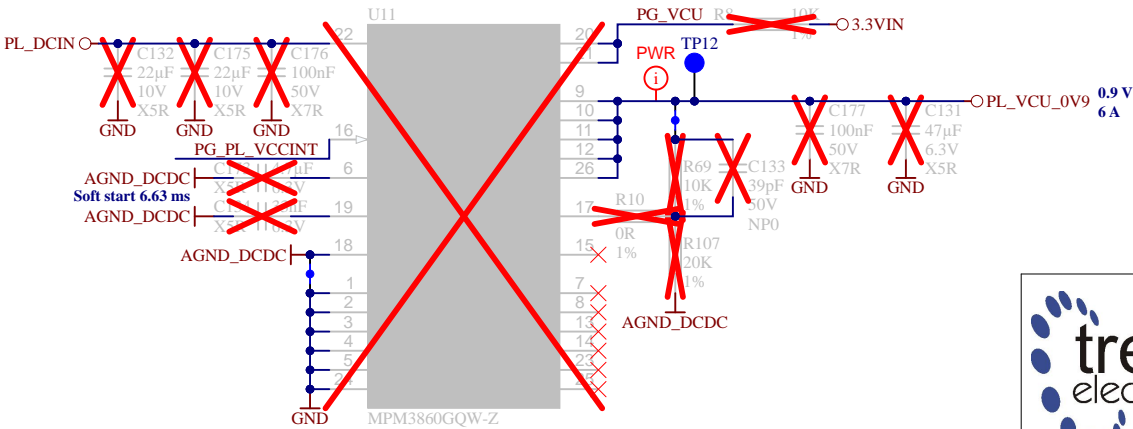 U11
PG_VCU
R8
10K
1%
3.3VIN
PL_DCIN
22
20
21
PWR
i
TP12
C132
22µF
10V
X5R
C175
22µF
10V
X5R
C176
100nF
50V
X7R
GND
GND
GND
9
10
11
12
26
PL_VCU_0V9
0.9 V
6 A
C177
100nF
50V
X7R
GND
C131
47µF
6.3V
X5R
GND
16
PG_PL_VCCINT
AGND_DCDC
6
Soft start 6.63 ms
AGND_DCDC
19
R69
10K
1%
C133
39pF
50V
NP0
17
R10
0R
1%
R107
20K
1%
AGND_DCDC
AGND_DCDC
18
15
1
2
3
4
5
24
7
8
13
14
23
25
GND
MPM3860GQW-Z
tre
elec